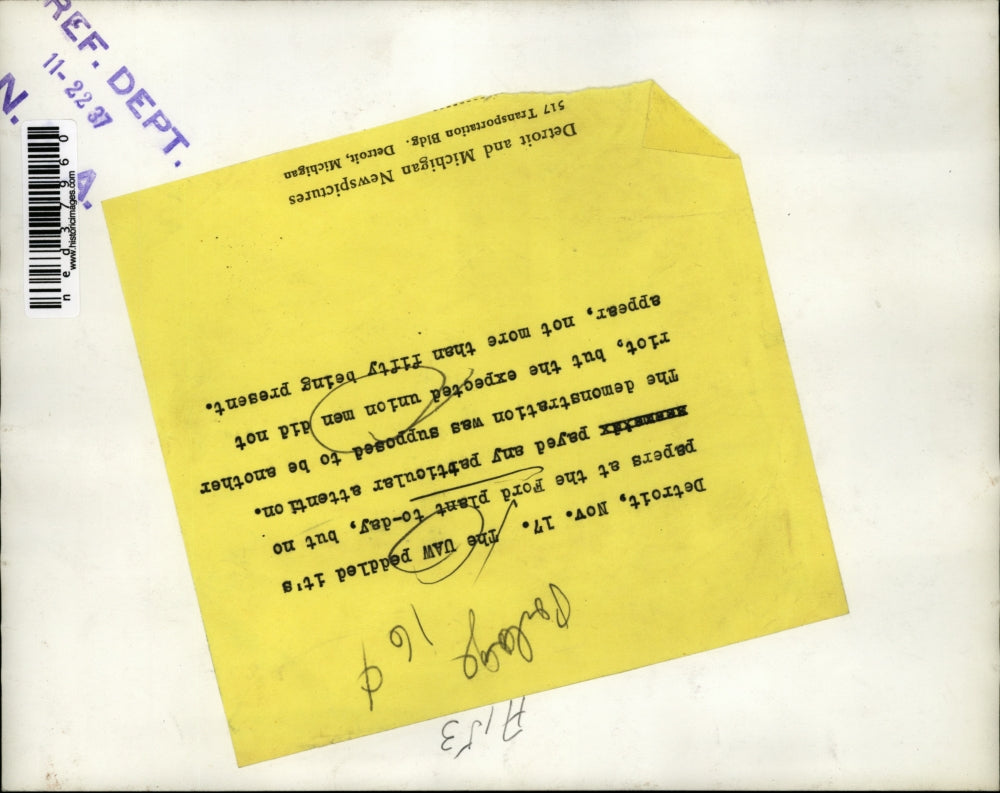 REF. DEPT.
11-22 37
N.
A.
ned37960
www.historicimages.com
A153
16 4
Detroit, Nov. 17. The UAW peddled it's
papers at the Ford plant to-day, but no
payed any paticular attention.
The demonstration was supposed to be another
riot, but the expected union men did not
appear, not more than fifty being present.
Detroit and Michigan Newspictures
517 Transportation Bldg. Detroit, Michigan